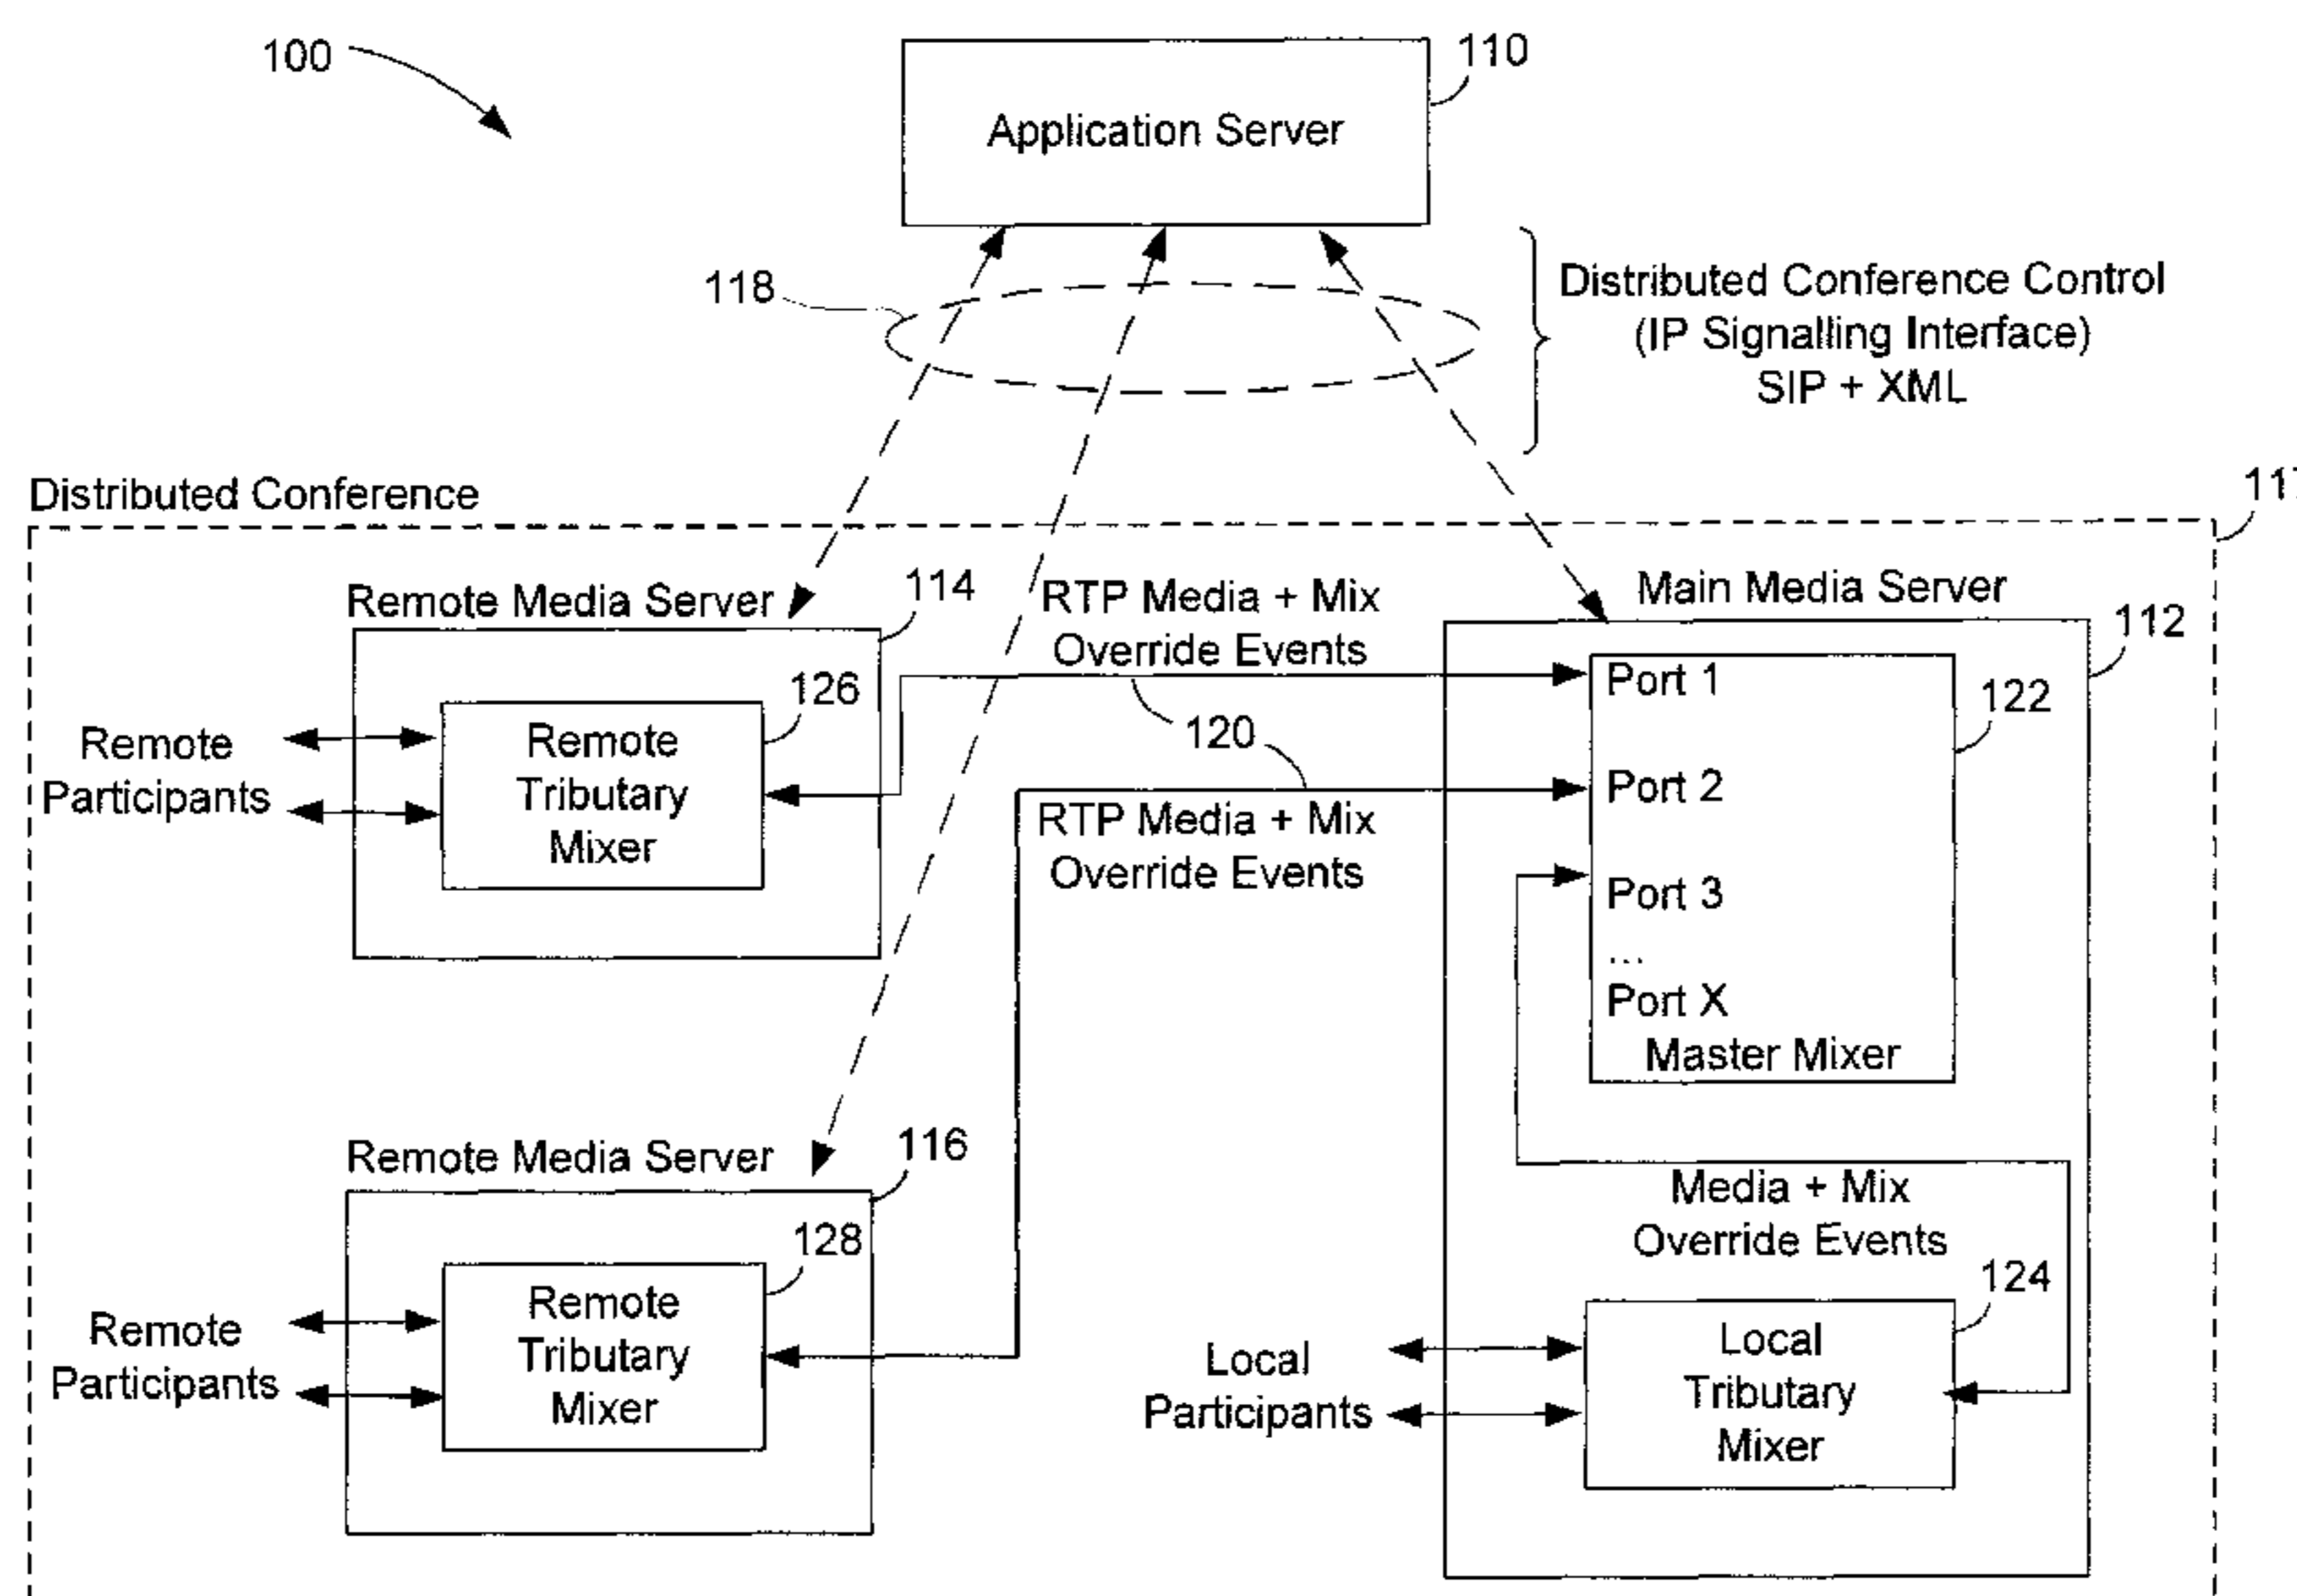 100
110
Application Server
118
Distributed Conference Control
(IP Signalling Interface)
SIP + XML
Distributed Conference
Remote Media Server
114
RTP Media + Mix
Override Events
Main Media Server
112
126
Remote
Tributary
Mixer
Remote
Participants
120
Port 1
122
Port 2
RTP Media + Mix
Override Events
Port 3
...
Port X
Master Mixer
Remote Media Server
116
Media + Mix
Override Events
128
Remote
Tributary
Mixer
Remote
Participants
124
Local
Tributary
Mixer
Local
Participants